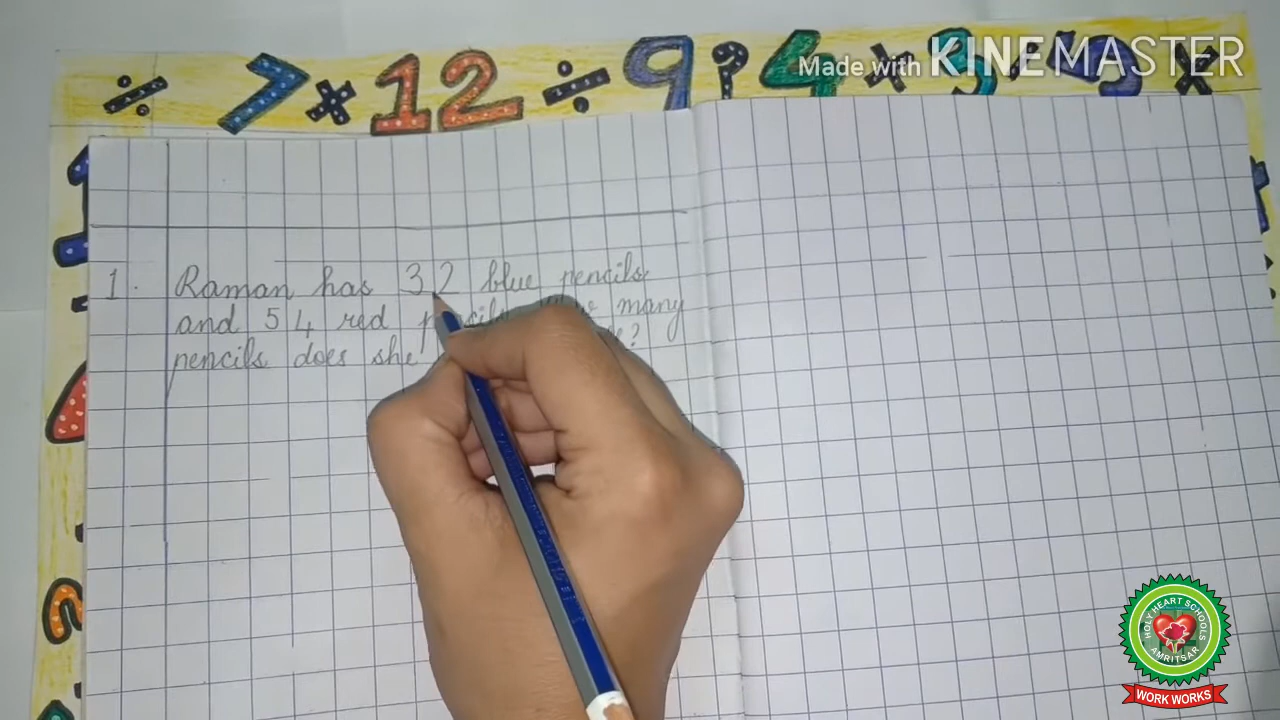 ÷ 7 × 12 ÷ 9
Made with KINEMASTER
1. Raman has 32 blue pencils
and 54 red pencils many
pencils does she ?
HOLY HEART SCHOOLS
AMRITSAR
WORK WORKS